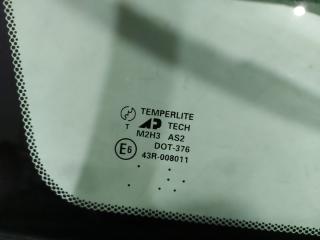 TEMPERLITE
T AP TECH
M2H3 AS2
DOT-376
E6 43R-008011